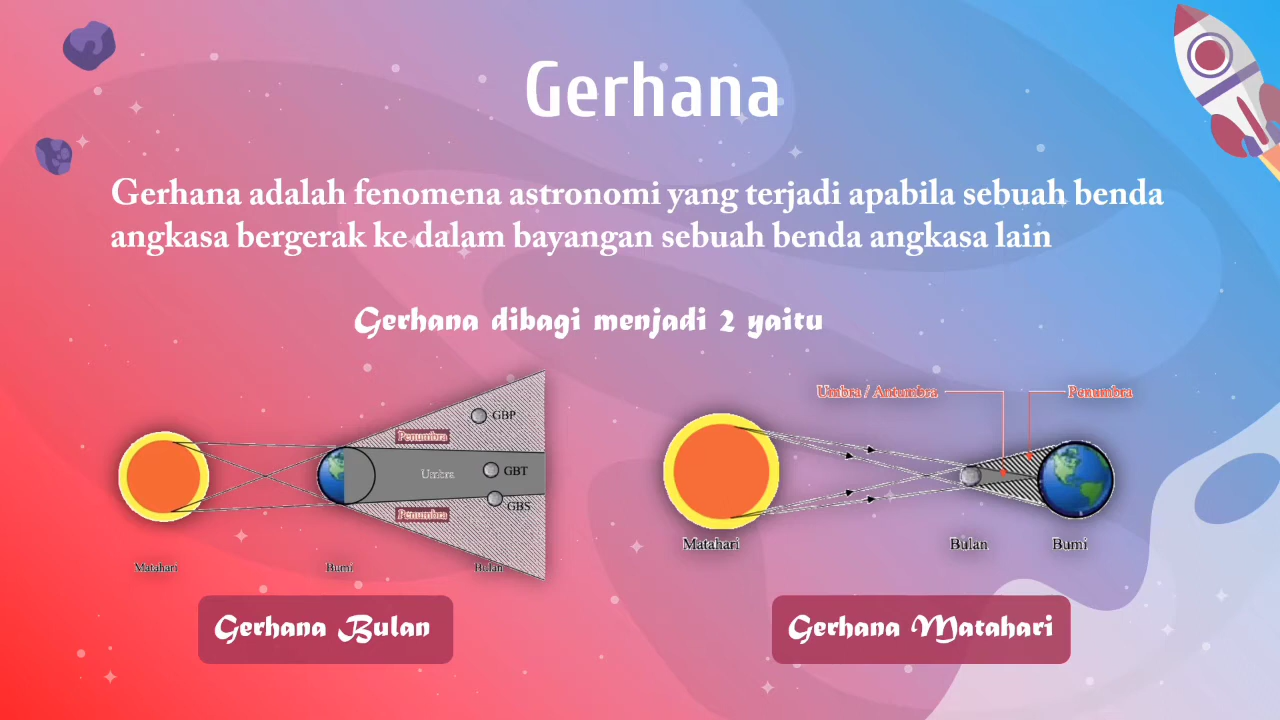 Gerhana
Gerhana adalah fenomena astronomi yang terjadi apabila sebuah benda
angkasa bergerak ke dalam bayangan sebuah benda angkasa lain
Gerhana dibagi menjadi 2 yaitu
GBP
Penumbra
Umbra
GBT
GBS
Penumbra
Matahari
Bumi
Bulan
Gerhana Bulan
Umbra / Antumbra
Penumbra
Matahari
Bulan
Bumi
Gerhana Matahari